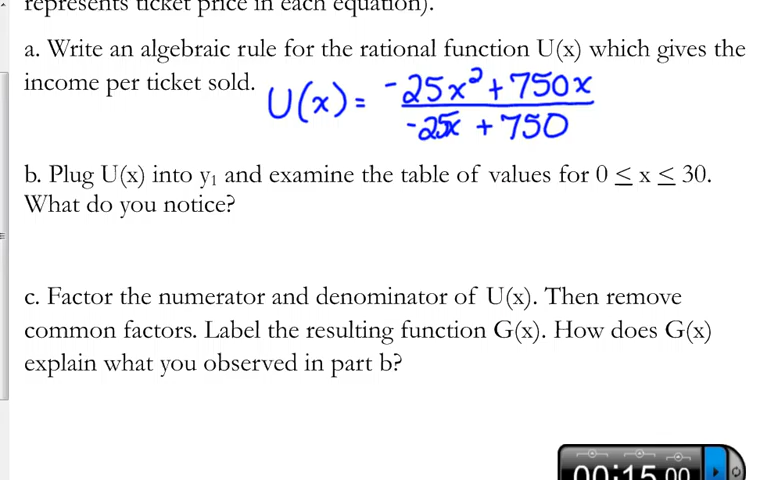 represents ticket price in each equation).
a. Write an algebraic rule for the rational function U(x) which gives the
income per ticket sold.
U(x) = -25x² + 750x
-25x + 750
b. Plug U(x) into y₁ and examine the table of values for 0 ≤ x ≤ 30.
What do you notice?
c. Factor the numerator and denominator of U(x). Then remove
common factors. Label the resulting function G(x). How does G(x)
explain what you observed in part b?
00:15.00